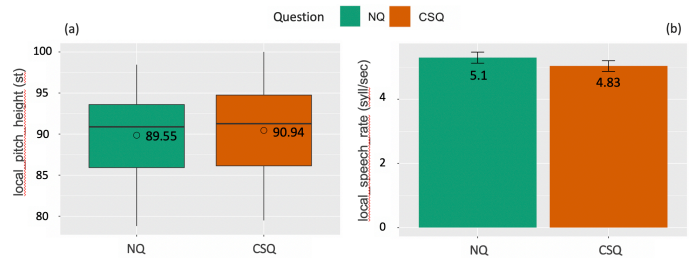 Question NQ CSQ
(a)
local_pitch_height (st)
100
95
90
85
80
89.55
90.94
NQ
CSQ
(b)
local_speech_rate (syll/sec)
4
2
0
5.1
4.83
NQ
CSQ